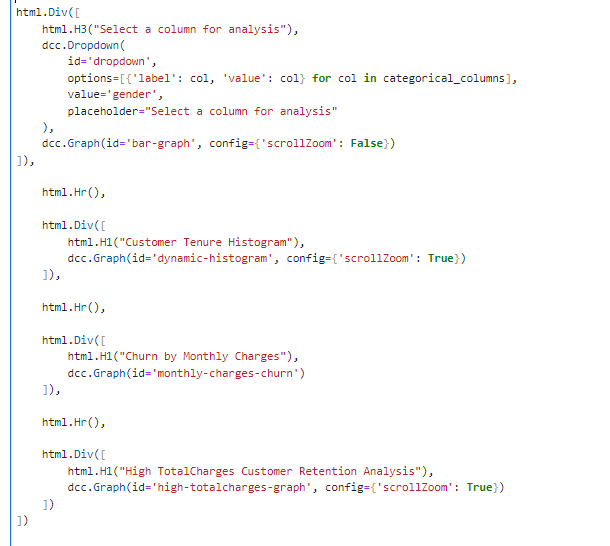 html.Div([
    html.H3("Select a column for analysis"),
    dcc.Dropdown(
        id='dropdown',
        options=[{'label': col, 'value': col} for col in categorical_columns],
        value='gender',
        placeholder="Select a column for analysis"
    ),
    dcc.Graph(id='bar-graph', config={'scrollZoom': False})
]),
    html.Hr(),
    html.Div([
        html.H1("Customer Tenure Histogram"),
        dcc.Graph(id='dynamic-histogram', config={'scrollZoom': True})
    ]),
    html.Hr(),
    html.Div([
        html.H1("Churn by Monthly Charges"),
        dcc.Graph(id='monthly-charges-churn')
    ]),
    html.Hr(),
    html.Div([
        html.H1("High TotalCharges Customer Retention Analysis"),
        dcc.Graph(id='high-totalcharges-graph', config={'scrollZoom': True})
    ])
])